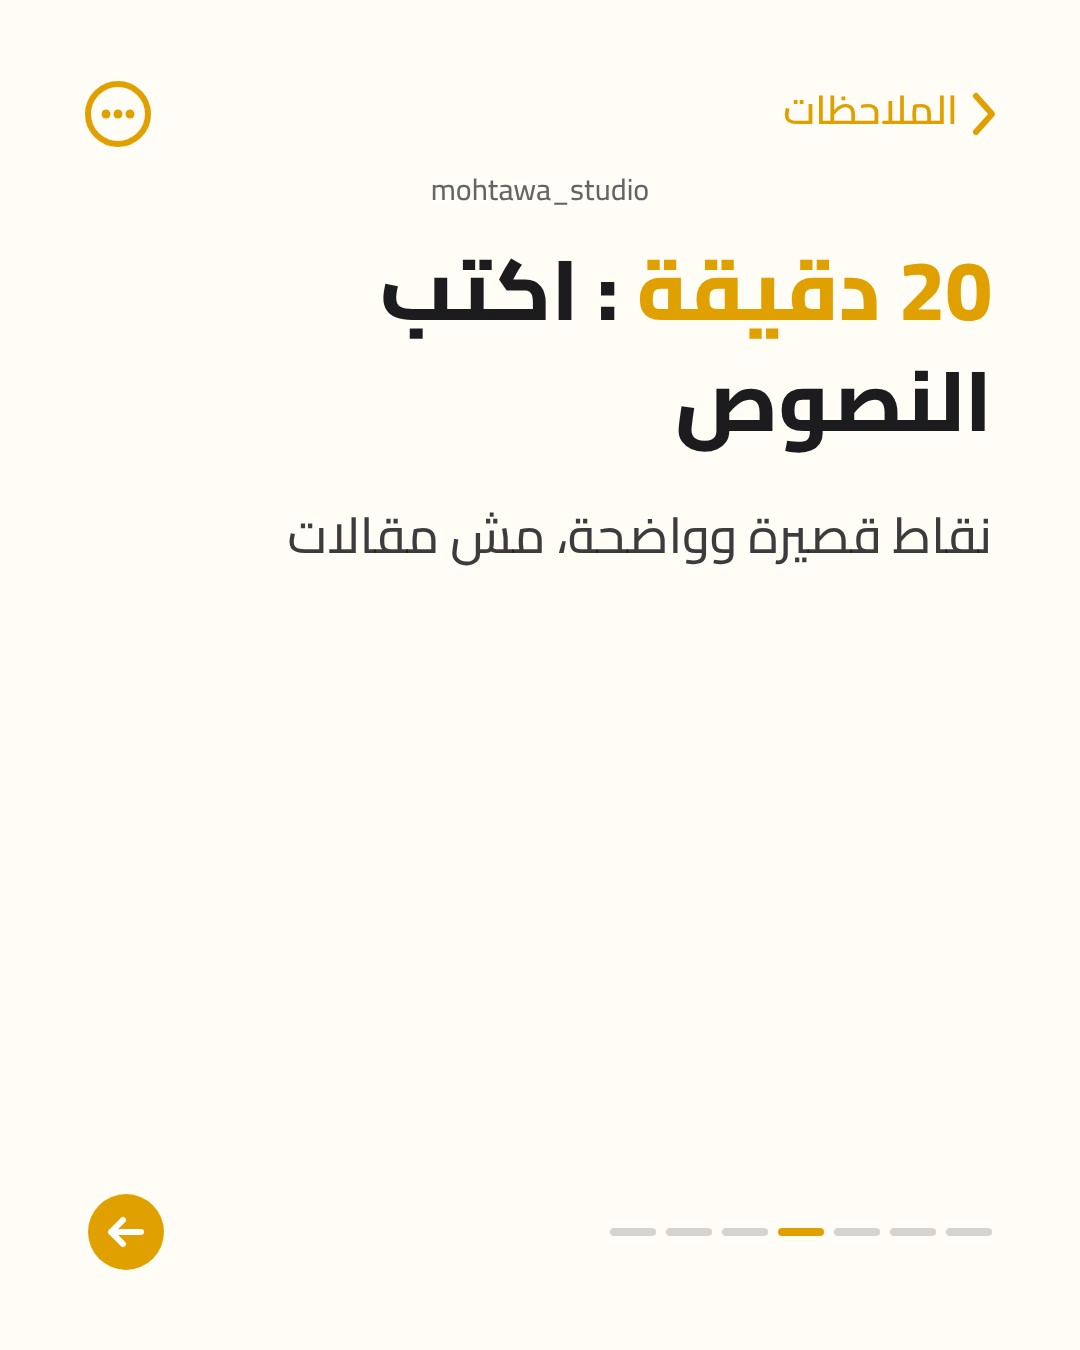 الملاحظات
mohtawa_studio
20 دقيقة : اكتب
النصوص
نقاط قصيرة وواضحة، مش مقالات